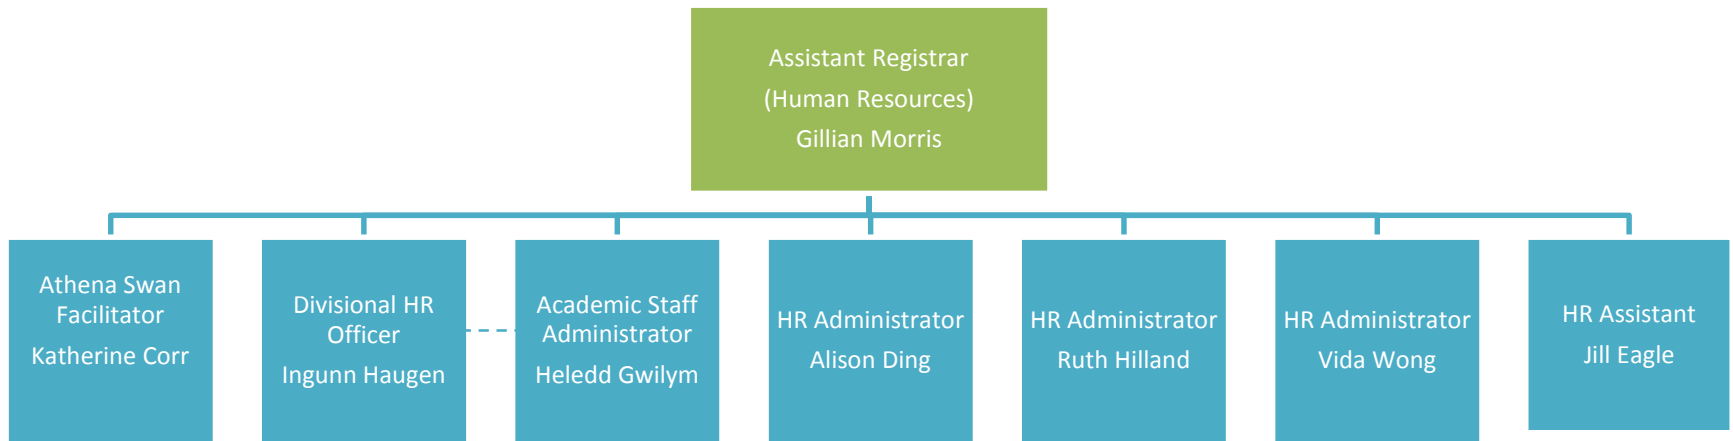 Assistant Registrar
(Human Resources)
Gillian Morris
Athena Swan
Facilitator
Katherine Corr
Divisional HR
Officer
Ingunn Haugen
Academic Staff
Administrator
Heledd Gwilym
HR Administrator
Alison Ding
HR Administrator
Ruth Hilland
HR Administrator
Vida Wong
HR Assistant
Jill Eagle